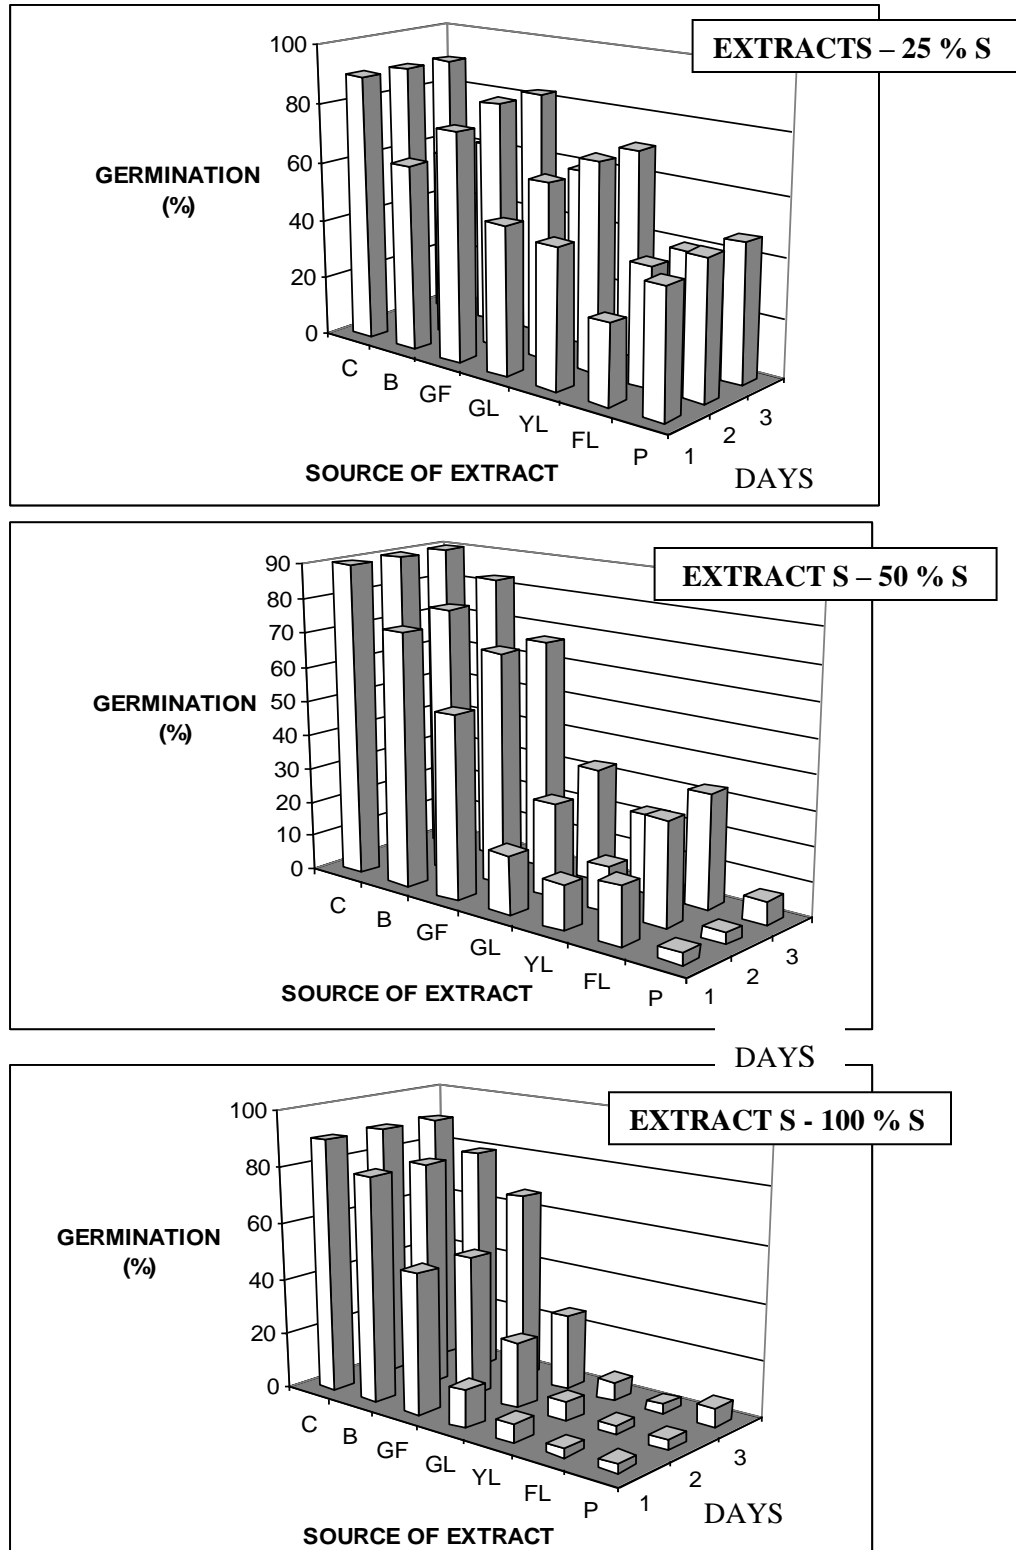 EXTRACTS – 25 % S
100
80
60
40
20
0
GERMINATION
(%)
C
B
GF
GL
YL
FL
P
1
2
3
SOURCE OF EXTRACT
DAYS
EXTRACT S – 50 % S
90
80
70
60
50
40
30
20
10
0
GERMINATION
(%)
C
B
GF
GL
YL
FL
P
1
2
3
SOURCE OF EXTRACT
DAYS
EXTRACT S - 100 % S
100
80
60
40
20
0
GERMINATION
(%)
C
B
GF
GL
YL
FL
P
1
2
3
DAYS
SOURCE OF EXTRACT